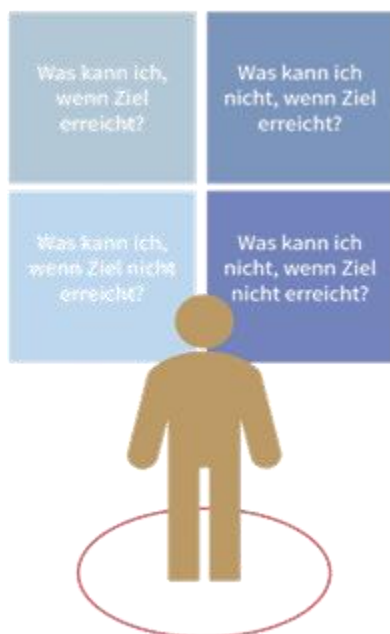 Was kann ich,
wenn Ziel
erreicht?
Was kann ich
nicht, wenn Ziel
erreicht?
Was kann ich,
wenn Ziel nicht
erreicht?
Was kann ich
nicht, wenn Ziel
nicht erreicht?